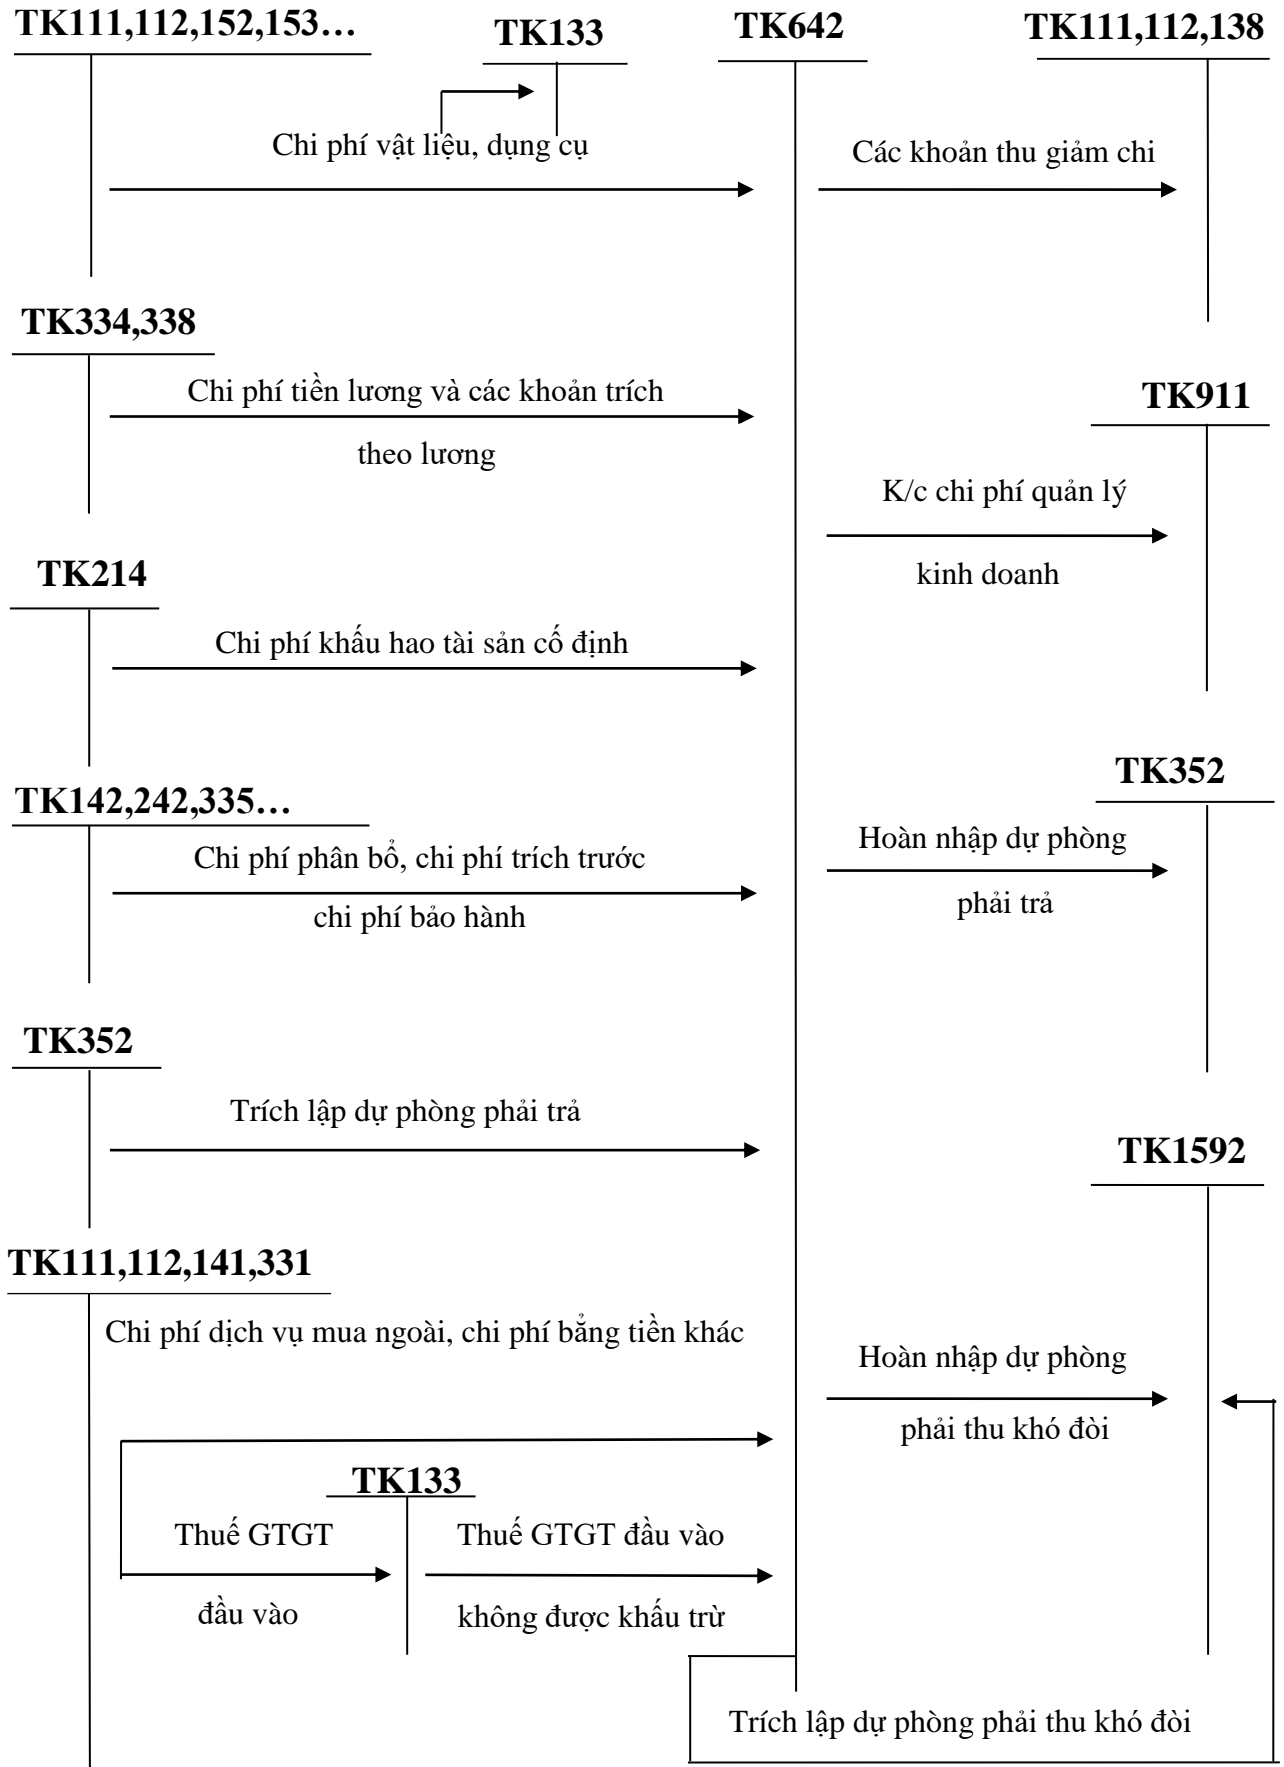 TK111,112,152,153…
TK133
TK642
TK111,112,138
Chi phí vật liệu, dụng cụ
Các khoản thu giảm chi
TK334,338
Chi phí tiền lương và các khoản trích
theo lương
TK911
K/c chi phí quản lý
kinh doanh
TK214
Chi phí khấu hao tài sản cố định
TK142,242,335…
Chi phí phân bổ, chi phí trích trước
chi phí bảo hành
TK352
Hoàn nhập dự phòng
phải trả
TK352
Trích lập dự phòng phải trả
TK1592
TK111,112,141,331
Chi phí dịch vụ mua ngoài, chi phí bằng tiền khác
Hoàn nhập dự phòng
phải thu khó đòi
TK133
Thuế GTGT
đầu vào
Thuế GTGT đầu vào
không được khấu trừ
Trích lập dự phòng phải thu khó đòi